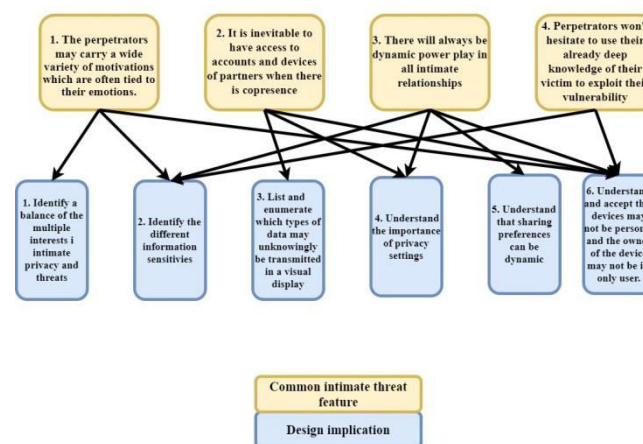 1. The perpetrators
may carry a wide
variety of motivations
which are often tied to
their emotions.
2. It is inevitable to
have access to
accounts and devices
of partners when there
is copresence
3. There will always be
dynamic power play in
all intimate
relationships
4. Perpetrators won'
hesitate to use their
already deep
knowledge of their
victim to exploit their
vulnerability
1. Identify a
balance of the
multiple
interests i
intimate
privacy and
threats
2. Identify the
different
information
sensitivies
3. List and
enumerate
which types of
data may
unknowingly
be transmitted
in a visual
display
4. Understand
the importance
of privacy
settings
5. Understand
that sharing
preferences
can be
dynamic
6. Understand
and accept tha
devices may
not be person
and the owne
of the device
may not be i
only user.
Common intimate threat
feature
Design implication